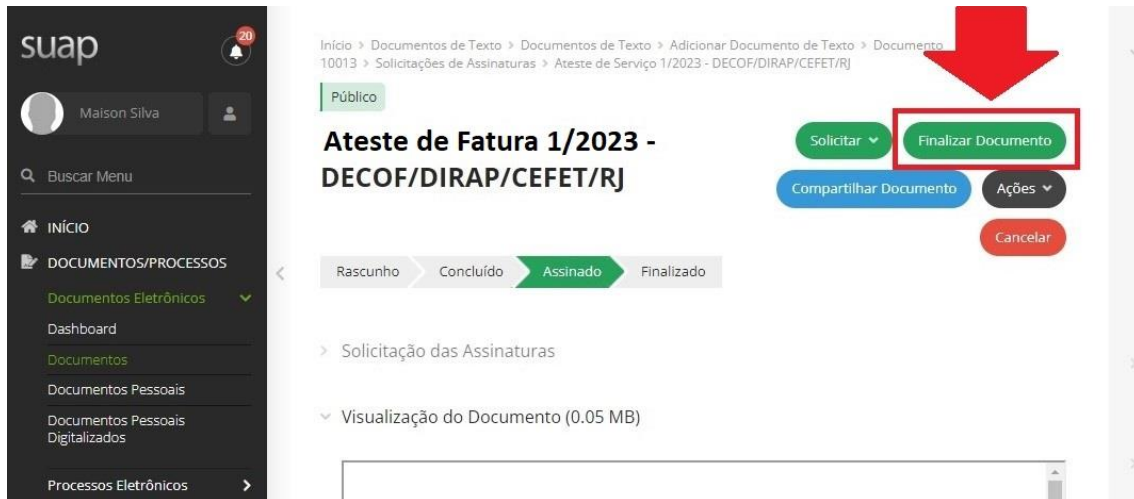 suap
20
Maison Silva
Buscar Menu
INÍCIO
DOCUMENTOS/PROCESSOS
Documentos Eletrônicos
Dashboard
Documentos
Documentos Pessoais
Documentos Pessoais
Digitalizados
Processos Eletrônicos
Início > Documentos de Texto > Documentos de Texto > Adicionar Documento de Texto > Documento
10013 > Solicitações de Assinaturas > Ateste de Serviço 1/2023 - DECOF/DIRAP/CEFET/RJ
Público
Ateste de Fatura 1/2023 -
DECOF/DIRAP/CEFET/RJ
Solicitar
Finalizar Documento
Compartilhar Documento
Ações
Cancelar
Rascunho Concluído Assinado Finalizado
Solicitação das Assinaturas
Visualização do Documento (0.05 MB)